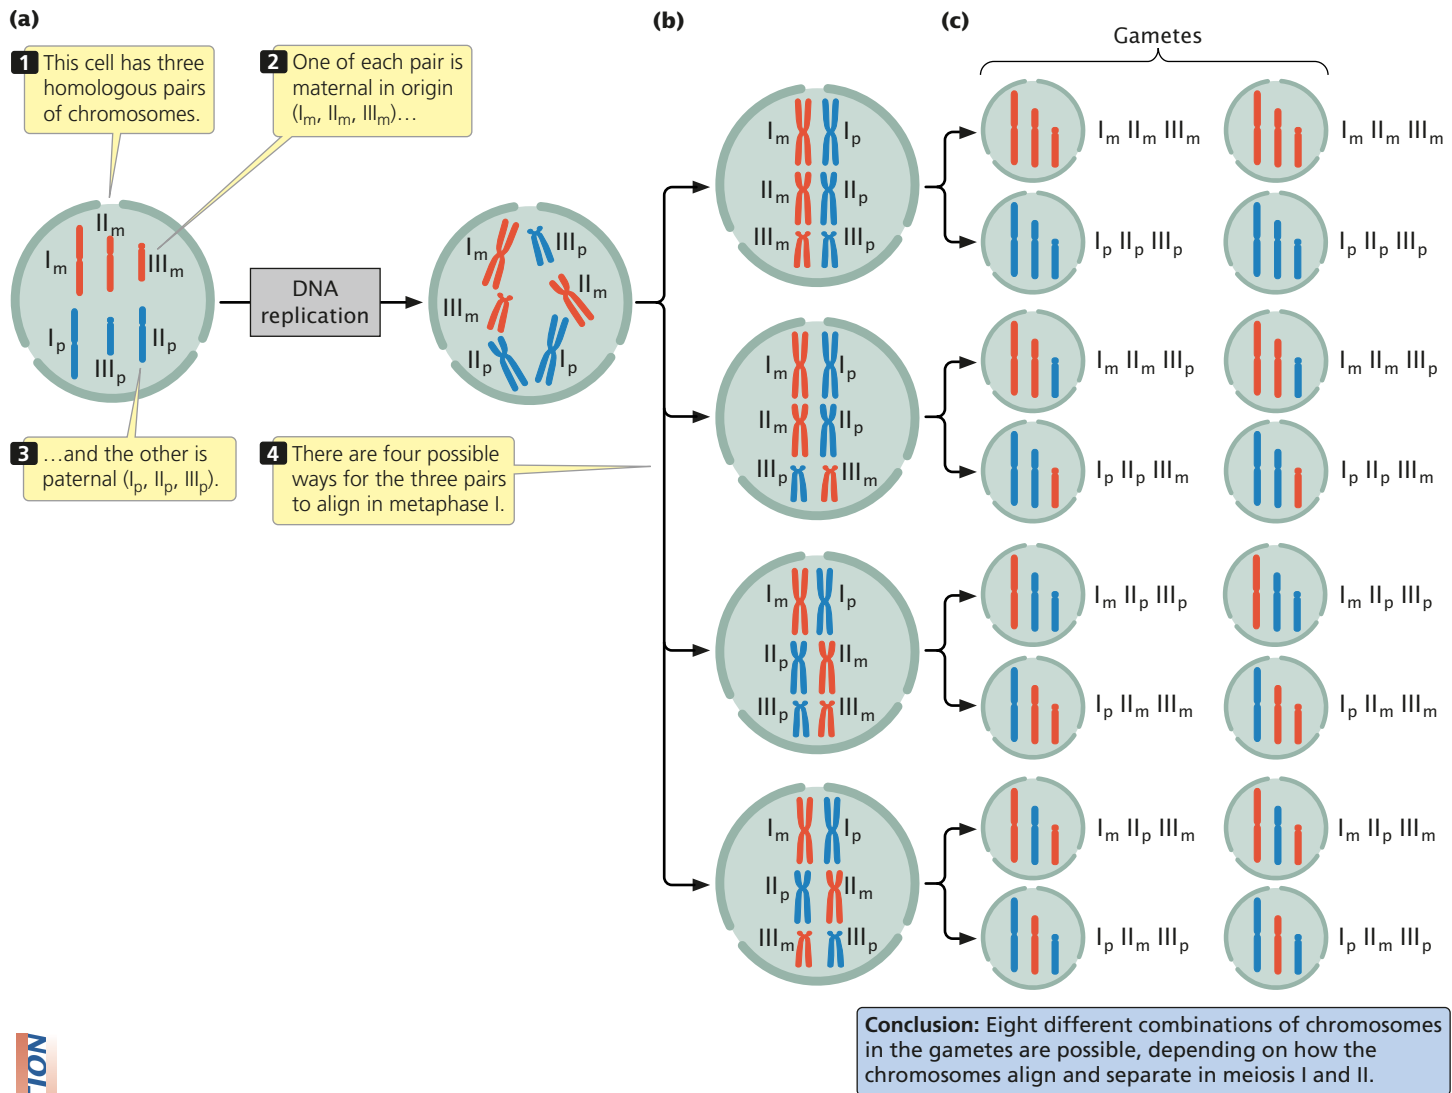 (a)
1 This cell has three
homologous pairs
of chromosomes.
2 One of each pair is
maternal in origin
(Iₘ, IIₘ, IIIₘ)…
Iₘ
IIₘ
IIIₘ
Iₚ
IIIₚ
IIₚ
DNA
replication
Iₘ
IIIₚ
IIₘ
IIIₘ
IIₚ
Iₚ
3 …and the other is
paternal (Iₚ, IIₚ, IIIₚ).
4 There are four possible
ways for the three pairs
to align in metaphase I.
(b)
Iₘ Iₚ
IIₘ IIₚ
IIIₘ IIIₚ
Iₘ Iₚ
IIₘ IIₚ
IIIₚ IIIₘ
Iₘ Iₚ
IIₚ IIₘ
IIIₚ IIIₘ
Iₘ Iₚ
IIₚ IIₘ
IIIₘ IIIₚ
(c)
Gametes
Iₘ IIₘ IIIₘ Iₘ IIₘ IIIₘ
Iₚ IIₚ IIIₚ Iₚ IIₚ IIIₚ
Iₘ IIₘ IIIₚ Iₘ IIₘ IIIₚ
Iₚ IIₚ IIIₘ Iₚ IIₚ IIIₘ
Iₘ IIₚ IIIₚ Iₘ IIₚ IIIₚ
Iₚ IIₘ IIIₘ Iₚ IIₘ IIIₘ
Iₘ IIₚ IIIₘ Iₘ IIₚ IIIₘ
Iₚ IIₘ IIIₚ Iₚ IIₘ IIIₚ
Conclusion: Eight different combinations of chromosomes
in the gametes are possible, depending on how the
chromosomes align and separate in meiosis I and II.